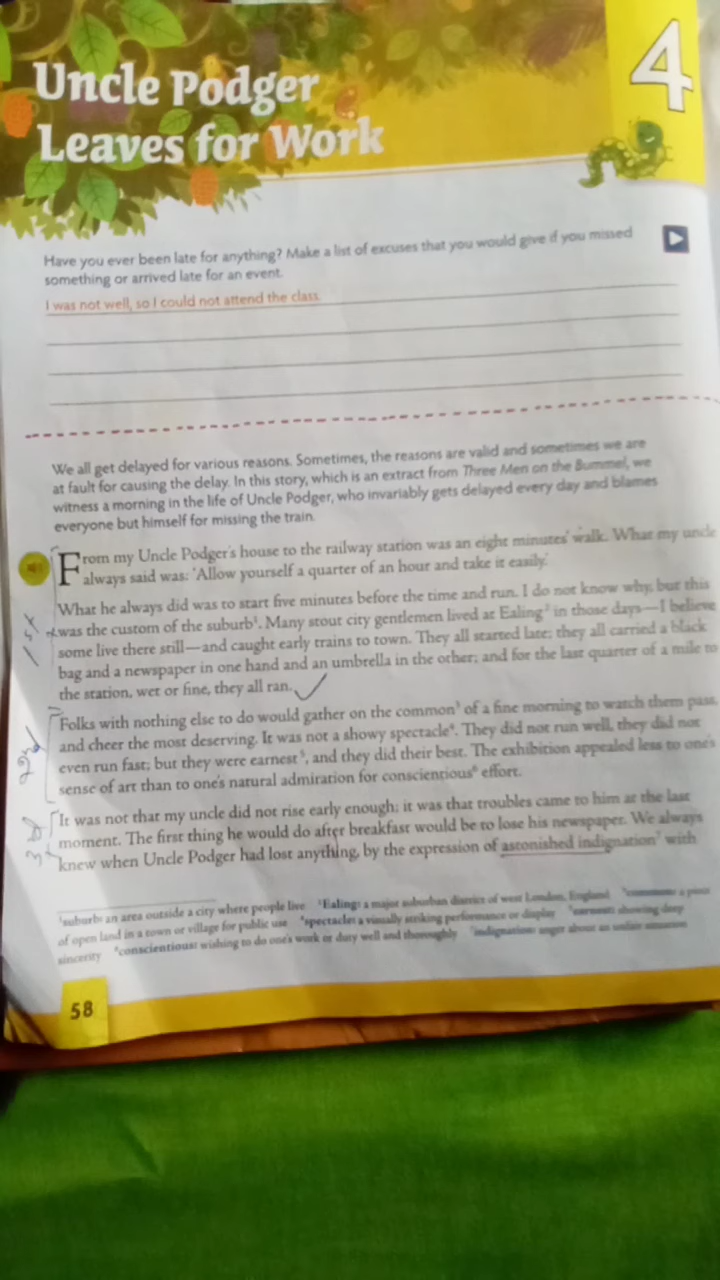 4
Uncle Podger
Leaves for Work
Have you ever been late for anything? Make a list of excuses that you would give if you missed
something or arrived late for an event.
I was not well, so I could not attend the class.
We all get delayed for various reasons. Sometimes, the reasons are valid and sometimes we are
at fault for causing the delay. In this story, which is an extract from Three Men on the Bummel, we
witness a morning in the life of Uncle Podger, who invariably gets delayed every day and blames
everyone but himself for missing the train.
From my Uncle Podger's house to the railway station was an eight minutes' walk. What my uncle
always said was: 'Allow yourself a quarter of an hour and take it easily.'
What he always did was to start five minutes before the time and run. I do not know why, but this
was the custom of the suburb¹. Many stout city gentlemen lived at Ealing² in those days—I believe
some live there still—and caught early trains to town. They all started late; they all carried a black
bag and a newspaper in one hand and an umbrella in the other; and for the last quarter of a mile to
the station, wet or fine, they all ran.
Folks with nothing else to do would gather on the common³ of a fine morning to watch them pass,
and cheer the most deserving. It was not a showy spectacle⁴. They did not run well, they did not
even run fast; but they were earnest⁵, and they did their best. The exhibition appealed less to one's
sense of art than to one's natural admiration for conscientious⁶ effort.
It was not that my uncle did not rise early enough; it was that troubles came to him at the last
moment. The first thing he would do after breakfast would be to lose his newspaper. We always
knew when Uncle Podger had lost anything, by the expression of astonished indignation⁷ with
¹suburb: an area outside a city where people live ²Ealing: a major suburban district of west London, England ³common: a piece
of open land in a town or village for public use ⁴spectacle: a visually striking performance or display ⁵earnest: showing deep
sincerity ⁶conscientious: wishing to do one's work or duty well and thoroughly ⁷indignation: anger about an unfair situation
58